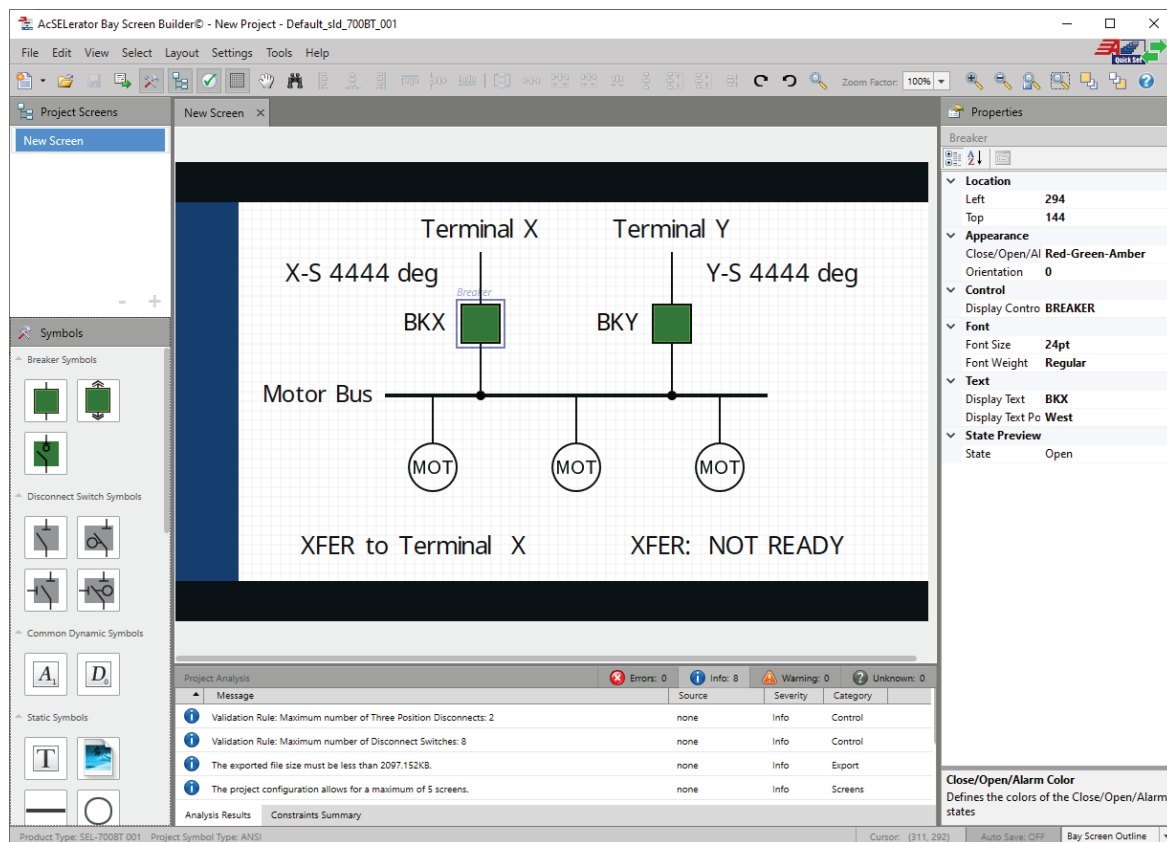 AcSELerator Bay Screen Builder© - New Project - Default_sld_700BT_001
File Edit View Select Layout Settings Tools Help
Quick Set
Zoom Factor: 100%
Project Screens
New Screen
New Screen
Symbols
Breaker Symbols
Disconnect Switch Symbols
Common Dynamic Symbols
A1 D0
Static Symbols
T
Terminal X Terminal Y
X-S 4444 deg Y-S 4444 deg
Breaker
BKX BKY
Motor Bus
MOT MOT MOT
XFER to Terminal X XFER: NOT READY
Project Analysis Errors: 0 Info: 8 Warning: 0 Unknown: 0
Message Source Severity Category
Validation Rule: Maximum number of Three Position Disconnects: 2 none Info Control
Validation Rule: Maximum number of Disconnect Switches: 8 none Info Control
The exported file size must be less than 2097.152KB. none Info Export
The project configuration allows for a maximum of 5 screens. none Info Screens
Analysis Results Constraints Summary
Properties
Breaker
Location
Left 294
Top 144
Appearance
Close/Open/Al Red-Green-Amber
Orientation 0
Control
Display Contro BREAKER
Font
Font Size 24pt
Font Weight Regular
Text
Display Text BKX
Display Text Po West
State Preview
State Open
Close/Open/Alarm Color
Defines the colors of the Close/Open/Alarm
states
Product Type: SEL-700BT 001 Project Symbol Type: ANSI Cursor: (311, 292) Auto Save: OFF Bay Screen Outline